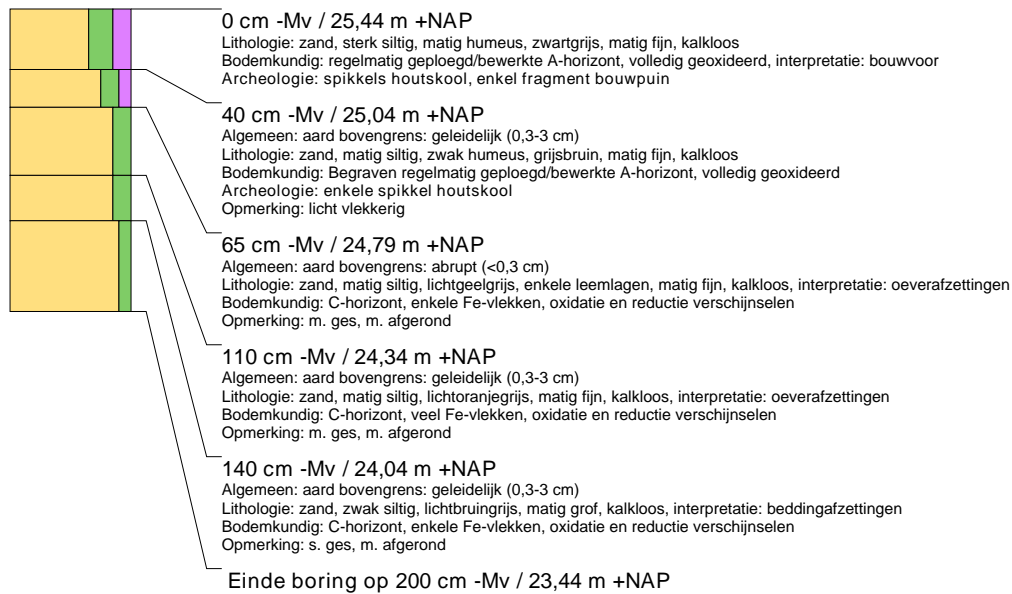 0 cm -Mv / 25,44 m +NAP
Lithologie: zand, sterk siltig, matig humeus, zwartgrijs, matig fijn, kalkloos
Bodemkundig: regelmatig geploegd/bewerkte A-horizont, volledig geoxideerd, interpretatie: bouwvoor
Archeologie: spikkels houtskool, enkel fragment bouwpuin
40 cm -Mv / 25,04 m +NAP
Algemeen: aard bovengrens: geleidelijk (0,3-3 cm)
Lithologie: zand, matig siltig, zwak humeus, grijsbruin, matig fijn, kalkloos
Bodemkundig: Begraven regelmatig geploegd/bewerkte A-horizont, volledig geoxideerd
Archeologie: enkele spikkel houtskool
Opmerking: licht vlekkerig
65 cm -Mv / 24,79 m +NAP
Algemeen: aard bovengrens: abrupt (<0,3 cm)
Lithologie: zand, matig siltig, lichtgeelgrijs, enkele leemlagen, matig fijn, kalkloos, interpretatie: oeverafzettingen
Bodemkundig: C-horizont, enkele Fe-vlekken, oxidatie en reductie verschijnselen
Opmerking: m. ges, m. afgerond
110 cm -Mv / 24,34 m +NAP
Algemeen: aard bovengrens: geleidelijk (0,3-3 cm)
Lithologie: zand, matig siltig, lichtoranjegrijs, matig fijn, kalkloos, interpretatie: oeverafzettingen
Bodemkundig: C-horizont, veel Fe-vlekken, oxidatie en reductie verschijnselen
Opmerking: m. ges, m. afgerond
140 cm -Mv / 24,04 m +NAP
Algemeen: aard bovengrens: geleidelijk (0,3-3 cm)
Lithologie: zand, zwak siltig, lichtbruingrijs, matig grof, kalkloos, interpretatie: beddingafzettingen
Bodemkundig: C-horizont, enkele Fe-vlekken, oxidatie en reductie verschijnselen
Opmerking: s. ges, m. afgerond
Einde boring op 200 cm -Mv / 23,44 m +NAP